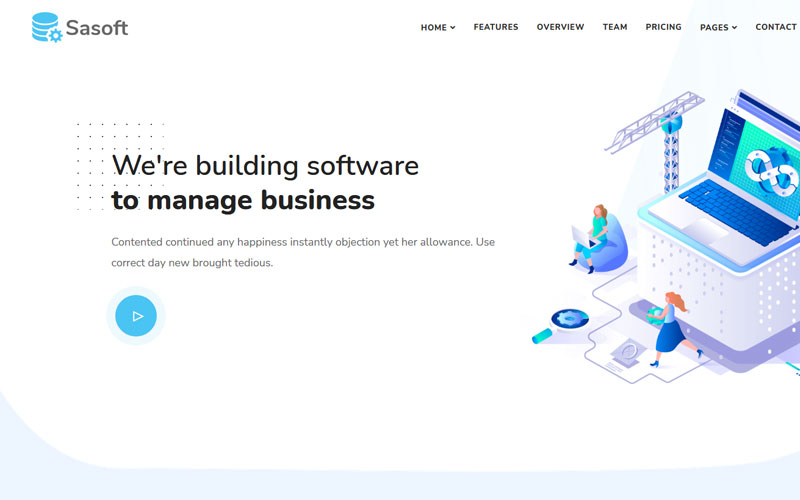 Sasoft
HOME FEATURES OVERVIEW TEAM PRICING PAGES CONTACT
We're building software
to manage business
Contented continued any happiness instantly objection yet her allowance. Use
correct day new brought tedious.